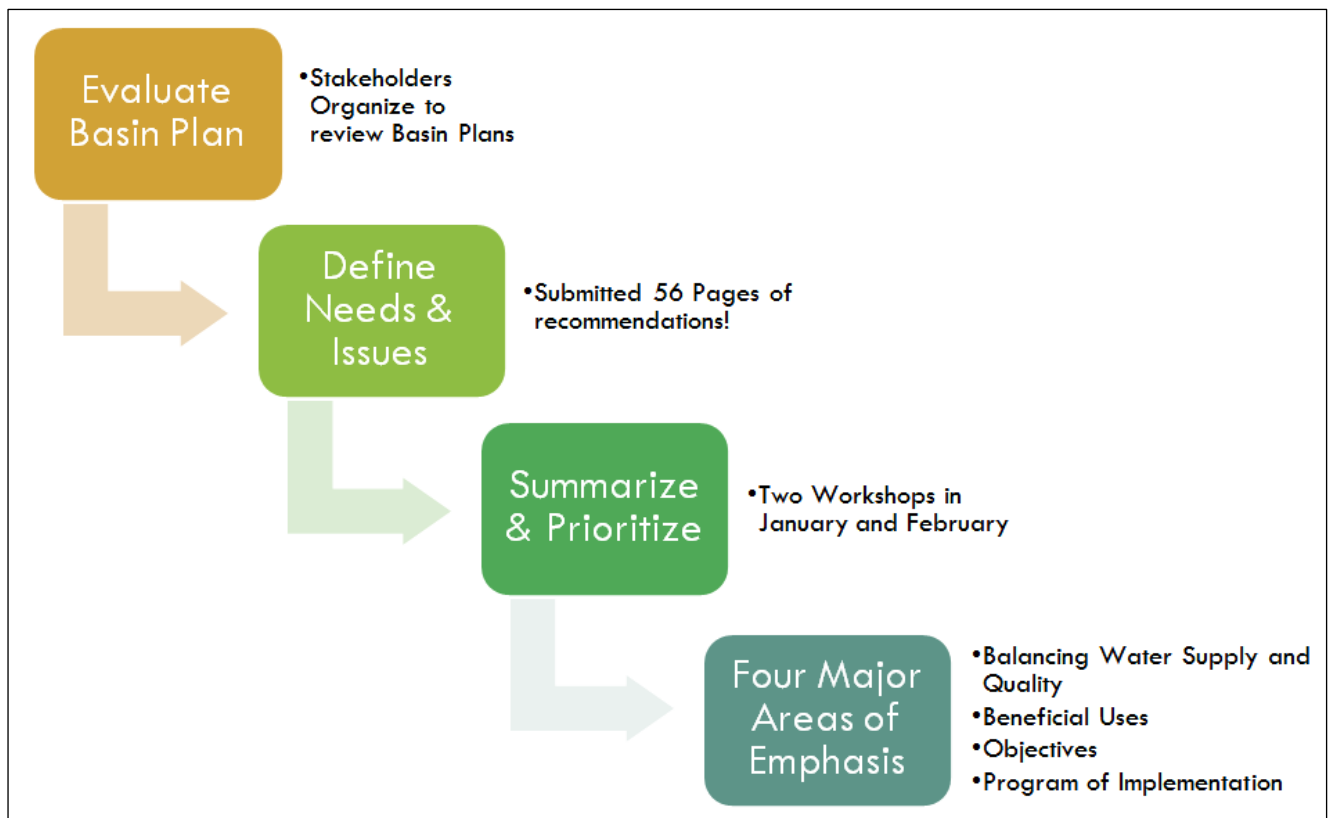 Evaluate
Basin Plan
•Stakeholders
Organize to
review Basin Plans
Define
Needs &
Issues
•Submitted 56 Pages of
recommendations!
Summarize
& Prioritize
•Two Workshops in
January and February
Four Major
Areas of
Emphasis
•Balancing Water Supply and
Quality
•Beneficial Uses
•Objectives
•Program of Implementation